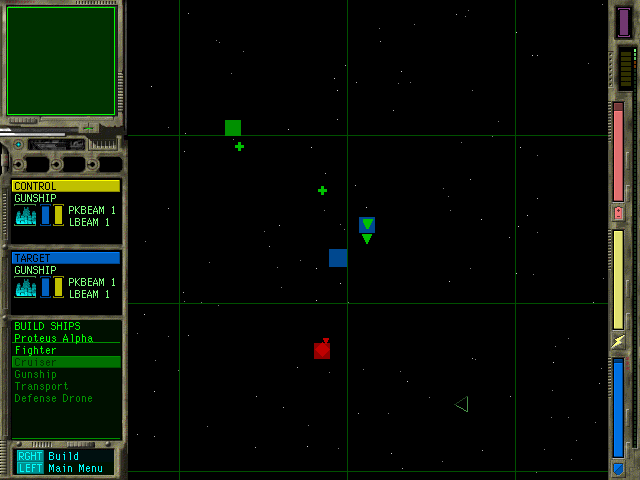 CONTROL
GUNSHIP
PKBEAM 1
LBEAM 1
TARGET
GUNSHIP
PKBEAM 1
LBEAM 1
BUILD SHIPS
Proteus Alpha
Fighter
Cruiser
Gunship
Transport
Defense Drone
RGHT Build
LEFT Main Menu